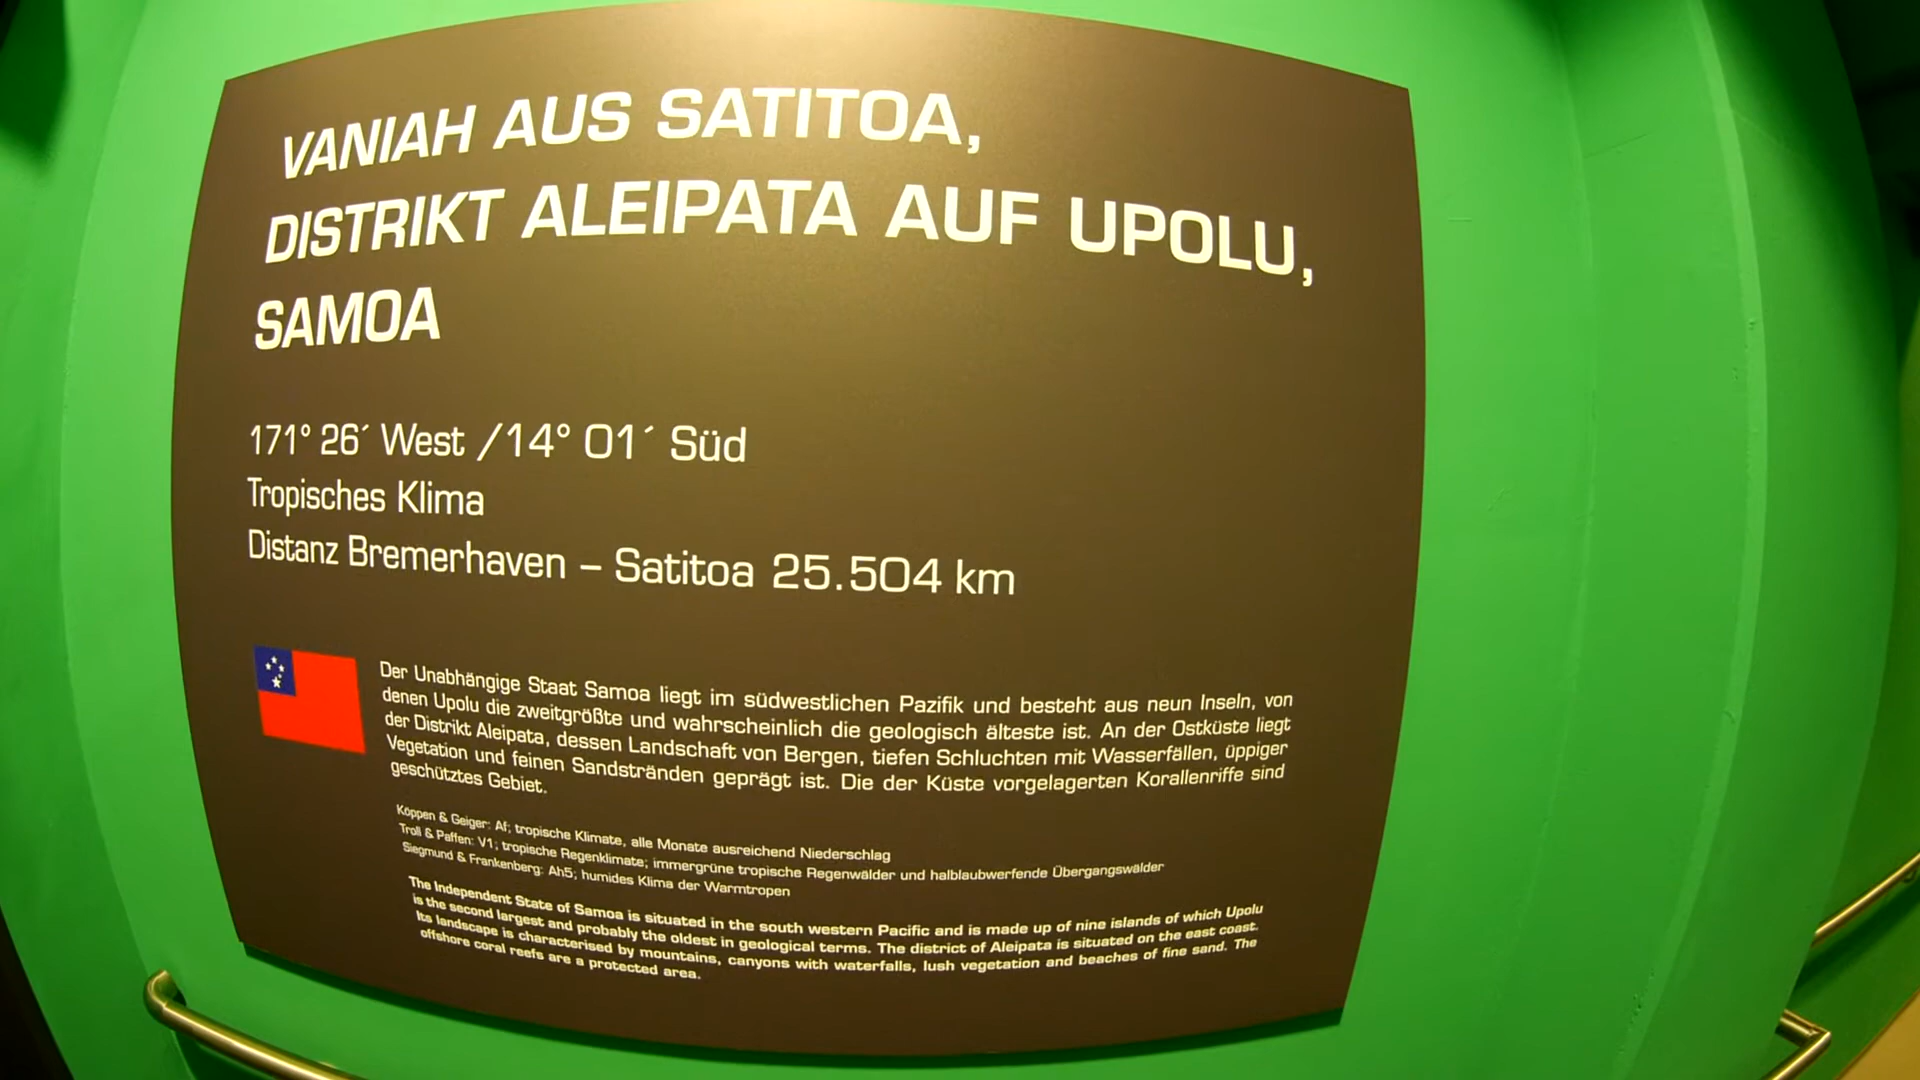 VANIAH AUS SATITOA,
DISTRIKT ALEIPATA AUF UPOLU,
SAMOA
171° 26´ West /14° 01´ Süd
Tropisches Klima
Distanz Bremerhaven – Satitoa 25.504 km
Der Unabhängige Staat Samoa liegt im südwestlichen Pazifik und besteht aus neun Inseln, von
denen Upolu die zweitgrößte und wahrscheinlich die geologisch älteste ist. An der Ostküste liegt
der Distrikt Aleipata, dessen Landschaft von Bergen, tiefen Schluchten mit Wasserfällen, üppiger
Vegetation und feinen Sandstränden geprägt ist. Die der Küste vorgelagerten Korallenriffe sind
geschütztes Gebiet.
Köppen & Geiger: Af; tropische Klimate, alle Monate ausreichend Niederschlag
Troll & Paffen: V1; tropische Regenklimate; immergrüne tropische Regenwälder und halblaubwerfende Übergangswälder
Siegmund & Frankenberg: Ah5; humides Klima der Warmtropen
The Independent State of Samoa is situated in the south western Pacific and is made up of nine islands of which Upolu
is the second largest and probably the oldest in geological terms. The district of Aleipata is situated on the east coast.
Its landscape is characterised by mountains, canyons with waterfalls, lush vegetation and beaches of fine sand. The
offshore coral reefs are a protected area.